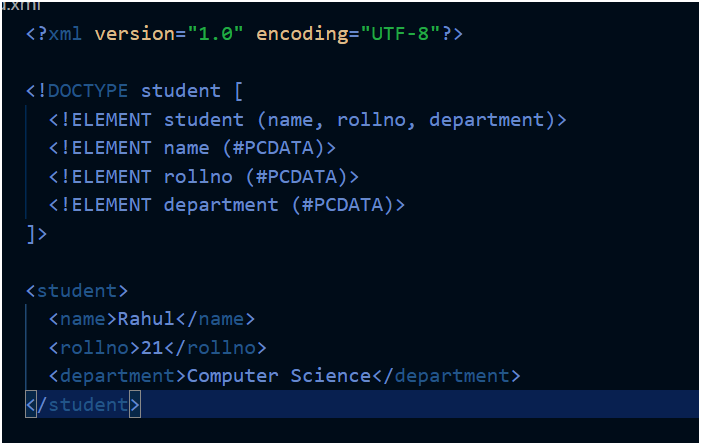 <?xml version="1.0" encoding="UTF-8"?>
<!DOCTYPE student [
<!ELEMENT student (name, rollno, department)>
<!ELEMENT name (#PCDATA)>
<!ELEMENT rollno (#PCDATA)>
<!ELEMENT department (#PCDATA)>
]>
<student>
<name>Rahul</name>
<rollno>21</rollno>
<department>Computer Science</department>
</student>